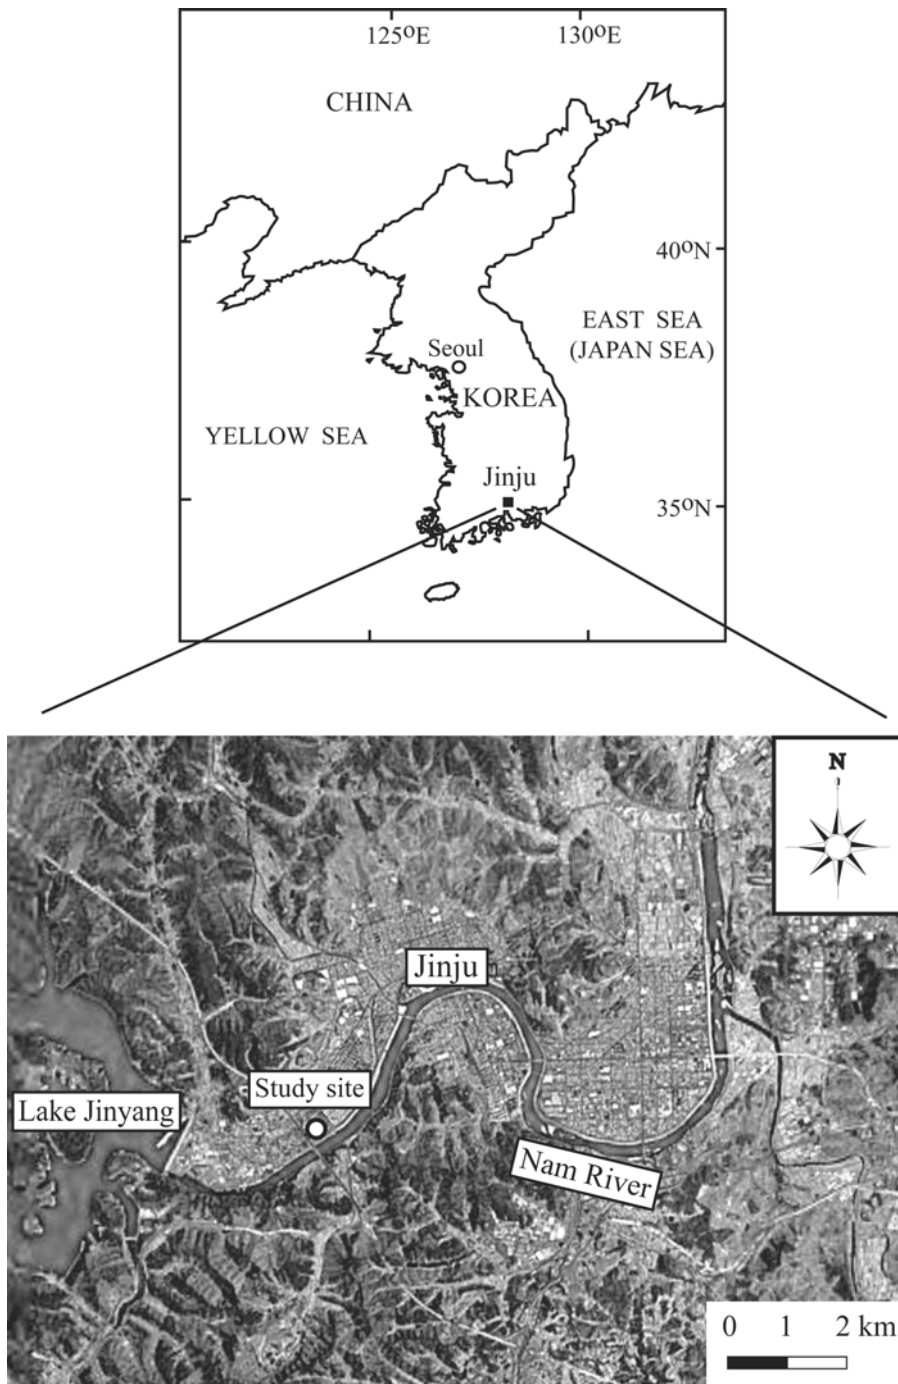 125°E 130°E
CHINA
40°N
EAST SEA
(JAPAN SEA)
Seoul
KOREA
YELLOW SEA
Jinju
35°N
N
Jinju
Study site
Lake Jinyang
Nam River
0 1 2 km